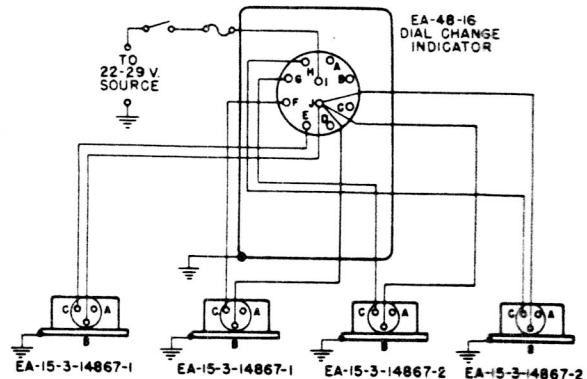 EA-48-16
DIAL CHANGE
INDICATOR
TO
22-29 V.
SOURCE
H
A
G
I
B
F
J
C
E
D
C
A
B
C
A
B
C
A
B
C
A
B
EA-15-3-14867-1
EA-15-3-14867-1
EA-15-3-14867-2
EA-15-3-14867-2